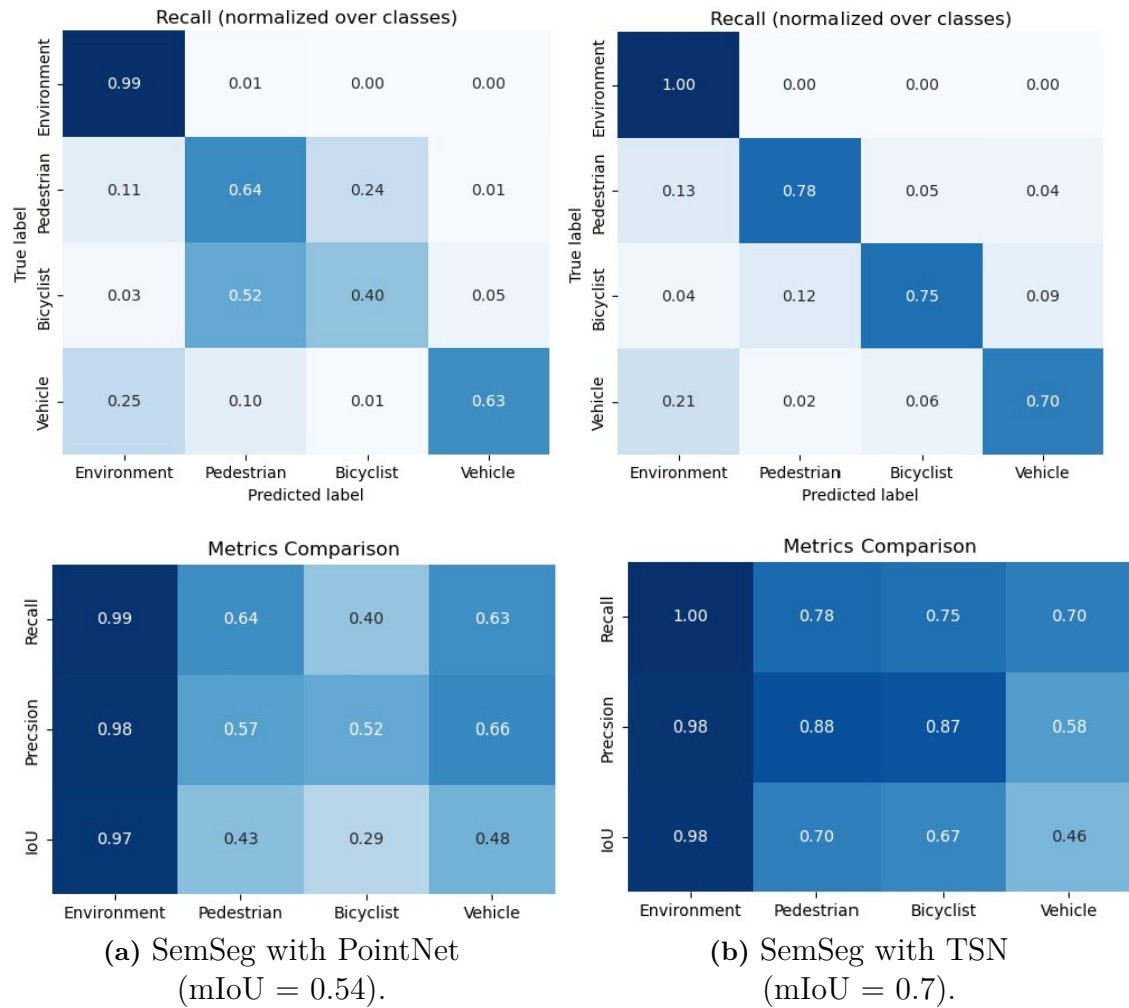 Recall (normalized over classes)
Environment 0.99 0.01 0.00 0.00
Pedestrian 0.11 0.64 0.24 0.01
True label
Bicyclist 0.03 0.52 0.40 0.05
Vehicle 0.25 0.10 0.01 0.63
Environment Pedestrian Bicyclist Vehicle
Predicted label
Recall (normalized over classes)
Environment 1.00 0.00 0.00 0.00
Pedestrian 0.13 0.78 0.05 0.04
True label
Bicyclist 0.04 0.12 0.75 0.09
Vehicle 0.21 0.02 0.06 0.70
Environment Pedestrian Bicyclist Vehicle
Predicted label
Metrics Comparison
Recall 0.99 0.64 0.40 0.63
Precsion 0.98 0.57 0.52 0.66
IoU 0.97 0.43 0.29 0.48
Environment Pedestrian Bicyclist Vehicle
(a) SemSeg with PointNet
(mIoU = 0.54).
Metrics Comparison
Recall 1.00 0.78 0.75 0.70
Precsion 0.98 0.88 0.87 0.58
IoU 0.98 0.70 0.67 0.46
Environment Pedestrian Bicyclist Vehicle
(b) SemSeg with TSN
(mIoU = 0.7).